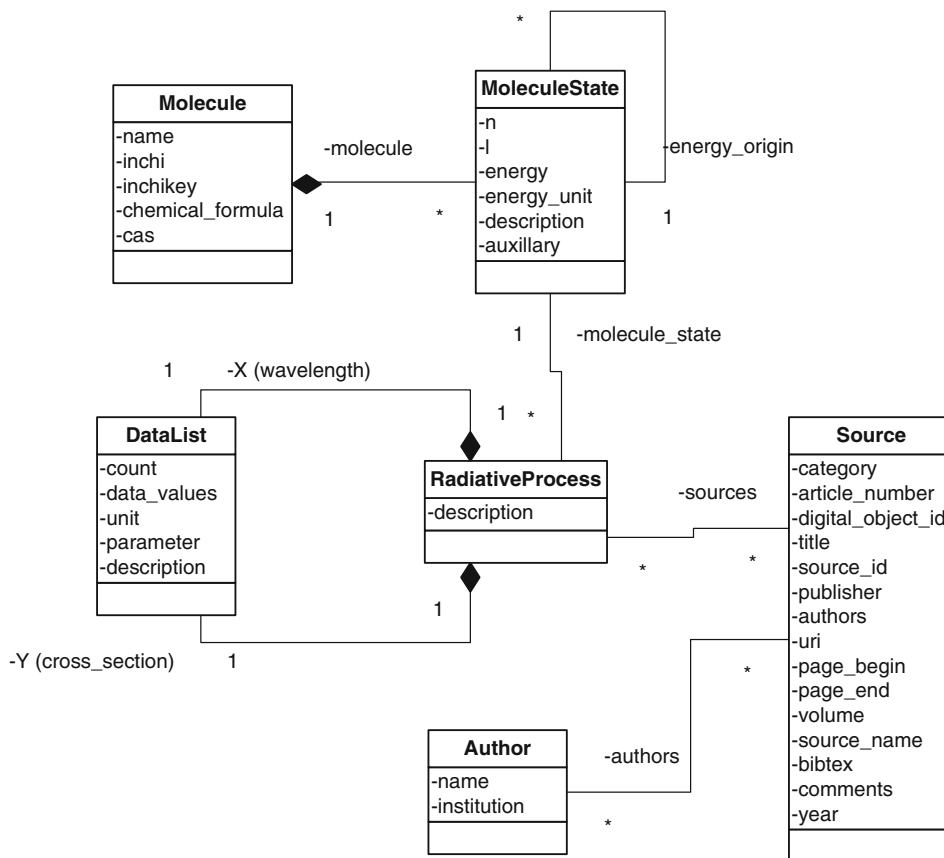 *
MoleculeState
-n
-l
-energy
-energy_unit
-description
-auxillary
-energy_origin
1
Molecule
-name
-inchi
-inchikey
-chemical_formula
-cas
-molecule
1
*
1
-molecule_state
*
1
-X (wavelength)
1
DataList
-count
-data_values
-unit
-parameter
-description
RadiativeProcess
-description
1
-Y (cross_section)
1
-sources
*
*
Source
-category
-article_number
-digital_object_id
-title
-source_id
-publisher
-authors
-uri
-page_begin
-page_end
-volume
-source_name
-bibtex
-comments
-year
*
-authors
*
Author
-name
-institution